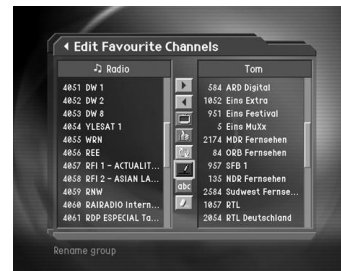 Edit Favourite Channels
Radio
4051 DW 1
4052 DW 2
4053 DW 8
4054 YLESAT 1
4055 WRN
4056 REE
4057 RFI 1 - ACTUALIT...
4058 RFI 2 - ASIAN LA...
4059 RNW
4060 RAIRADIO Intern...
4061 RDP ESPECIAL Ta...
abc
Tom
584 ARD Digital
1052 Eins Extra
951 Eins Festival
5 Eins MuXx
2174 MDR Fernsehen
84 ORB Fernsehen
957 SFB 1
135 NDR Fernsehen
2584 Sudwest Fernse...
1057 RTL
2054 RTL Deutschland
Rename group